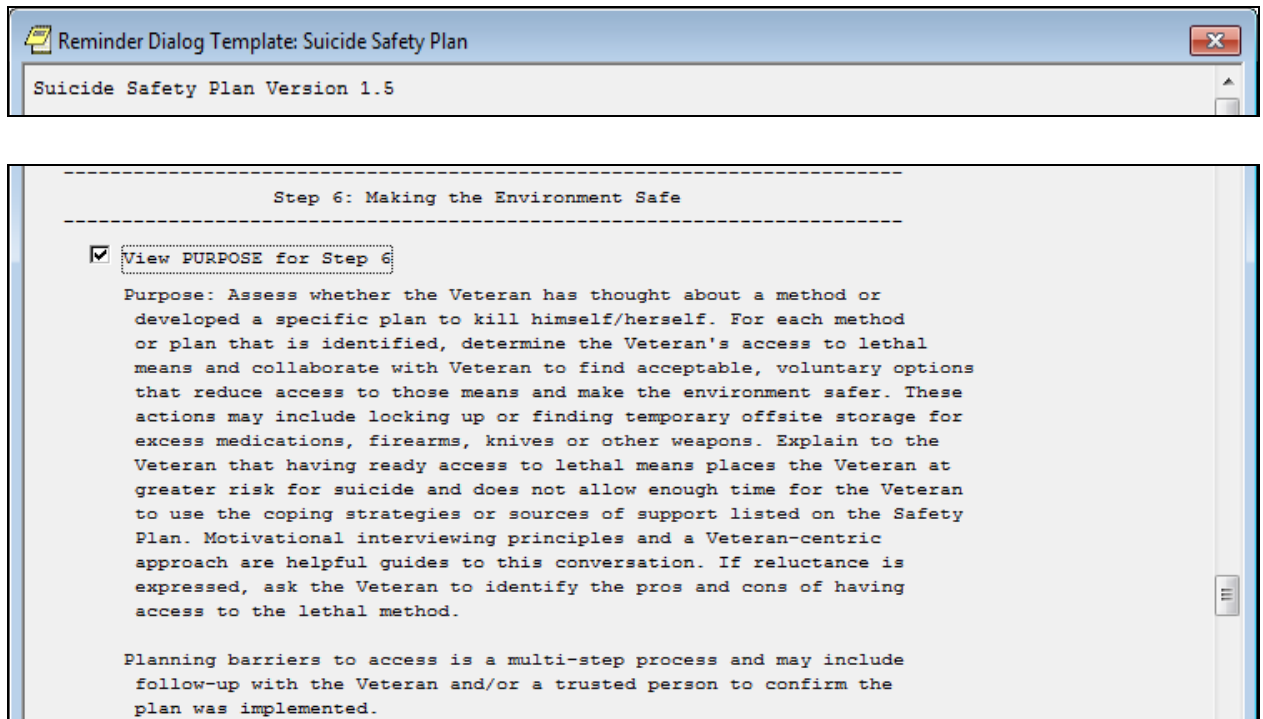 Reminder Dialog Template: Suicide Safety Plan
Suicide Safety Plan Version 1.5
------------------------------------------------------------------------
Step 6: Making the Environment Safe
------------------------------------------------------------------------
View PURPOSE for Step 6
Purpose: Assess whether the Veteran has thought about a method or
developed a specific plan to kill himself/herself. For each method
or plan that is identified, determine the Veteran's access to lethal
means and collaborate with Veteran to find acceptable, voluntary options
that reduce access to those means and make the environment safer. These
actions may include locking up or finding temporary offsite storage for
excess medications, firearms, knives or other weapons. Explain to the
Veteran that having ready access to lethal means places the Veteran at
greater risk for suicide and does not allow enough time for the Veteran
to use the coping strategies or sources of support listed on the Safety
Plan. Motivational interviewing principles and a Veteran-centric
approach are helpful guides to this conversation. If reluctance is
expressed, ask the Veteran to identify the pros and cons of having
access to the lethal method.
Planning barriers to access is a multi-step process and may include
follow-up with the Veteran and/or a trusted person to confirm the
plan was implemented.